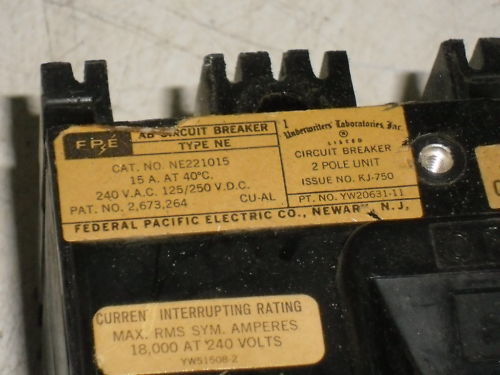 FPE
AB CIRCUIT BREAKER
TYPE NE
CAT. NO. NE221015
15 A. AT 40°C.
240 V.A.C. 125/250 V.D.C.
PAT. NO. 2,673,264 CU-AL
1
Underwriters' Laboratories, Inc.
®
LISTED
CIRCUIT BREAKER
2 POLE UNIT
ISSUE NO. KJ-750
PT. NO. YW20631-11
FEDERAL PACIFIC ELECTRIC CO., NEWARK N. J.,
CURREN INTERRUPTING RATING
MAX. RMS SYM. AMPERES
18,000 AT 240 VOLTS
YW51508-2